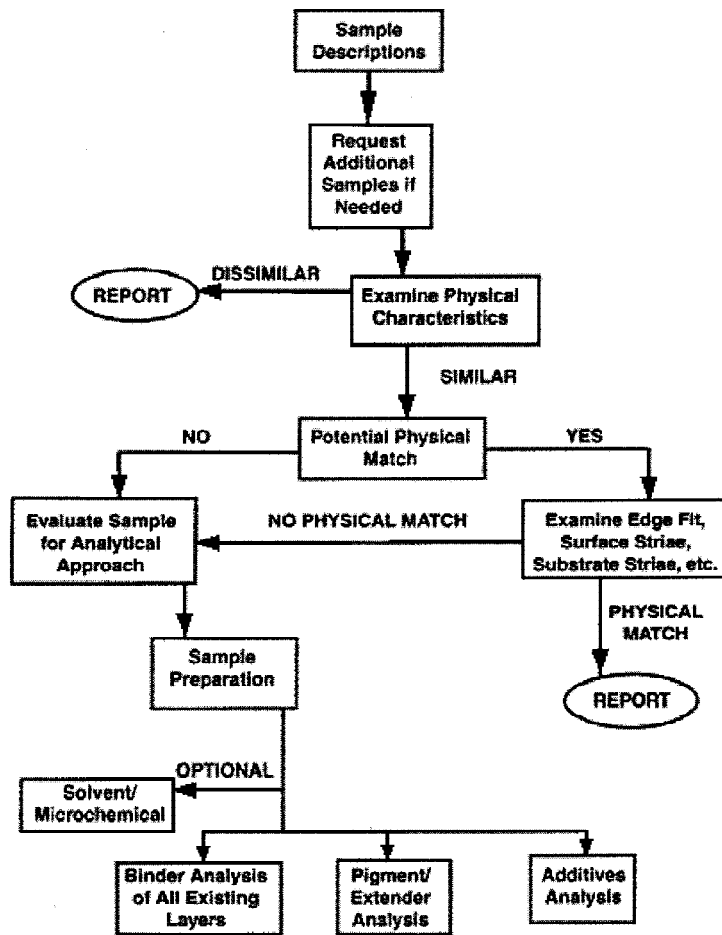 Sample
Descriptions
Request
Additional
Samples if
Needed
DISSIMILAR
REPORT
Examine Physical
Characteristics
SIMILAR
NO
Potential Physical
Match
YES
Evaluate Sample
for Analytical
Approach
NO PHYSICAL MATCH
Examine Edge Fit,
Surface Striae,
Substrate Striae, etc.
PHYSICAL
MATCH
Sample
Preparation
REPORT
OPTIONAL
Solvent/
Microchemical
Binder Analysis
of All Existing
Layers
Pigment/
Extender
Analysis
Additives
Analysis